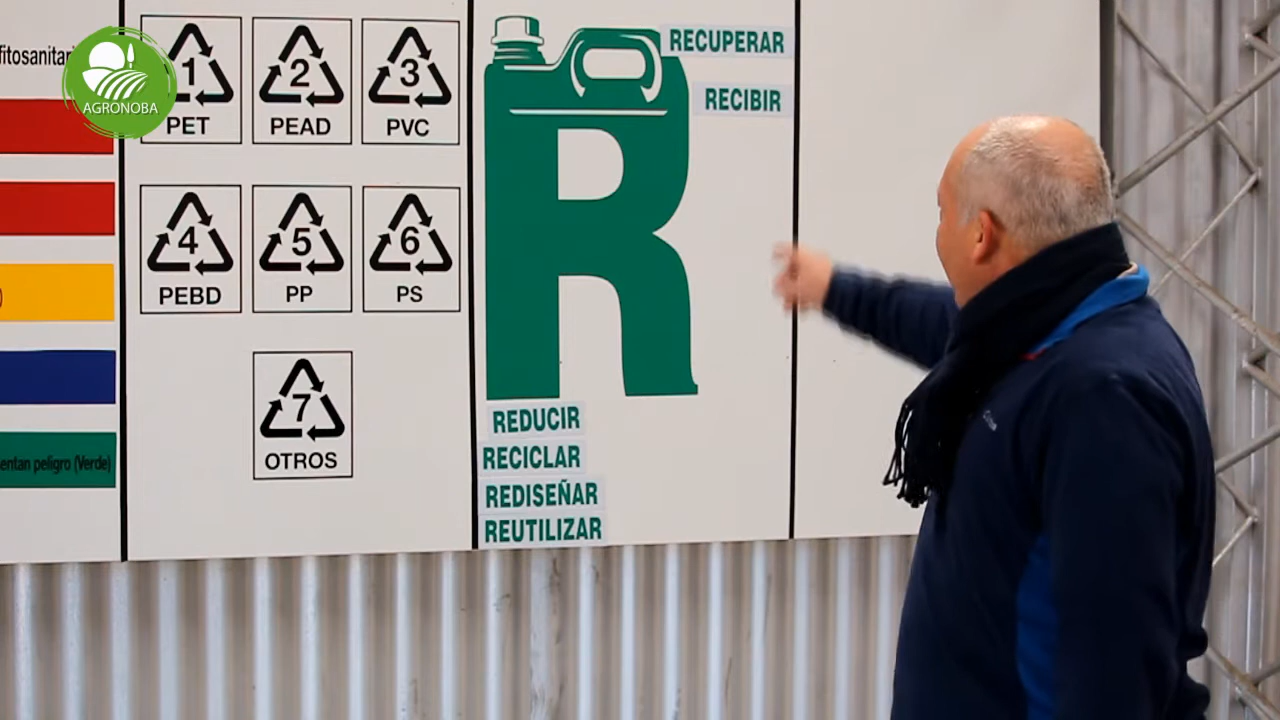 fitosanitari
AGRONOBA
)
entan peligro (Verde)
1
PET
2
PEAD
3
PVC
4
PEBD
5
PP
6
PS
7
OTROS
R
RECUPERAR
RECIBIR
REDUCIR
RECICLAR
REDISEÑAR
REUTILIZAR